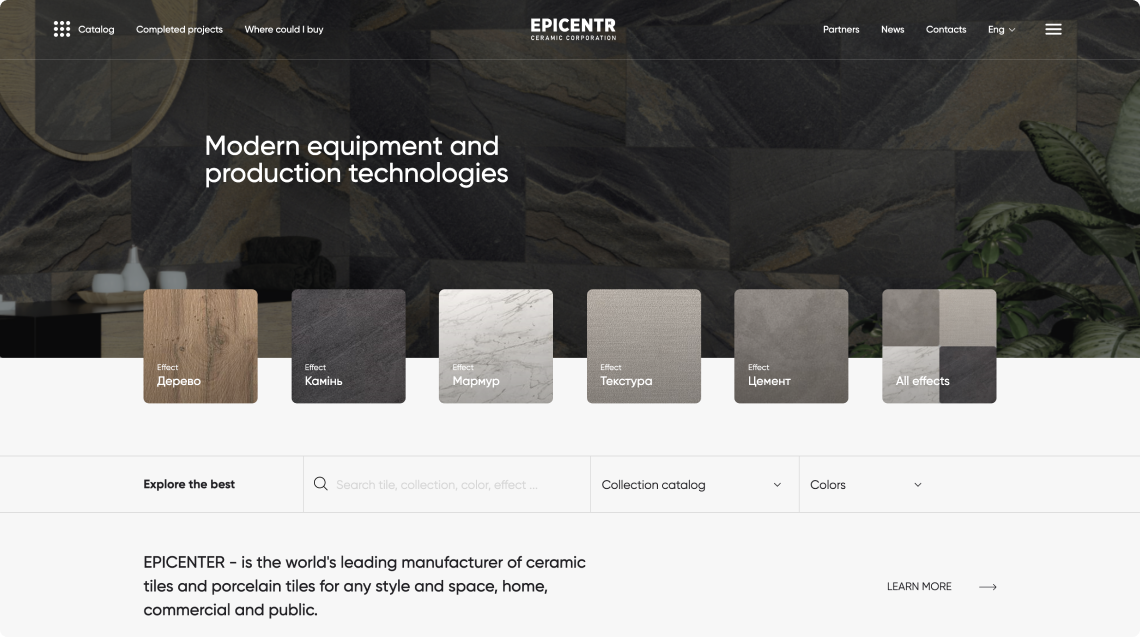 Catalog
Completed projects
Where could I buy
EPICENTR
CERAMIC CORPORATION
Partners
News
Contacts
Eng
Modern equipment and
production technologies
Effect
Дерево
Effect
Камінь
Effect
Мармур
Effect
Текстура
Effect
Цемент
All effects
Explore the best
Search tile, collection, color, effect ...
Collection catalog
Colors
EPICENTER - is the world's leading manufacturer of ceramic
tiles and porcelain tiles for any style and space, home,
commercial and public.
LEARN MORE